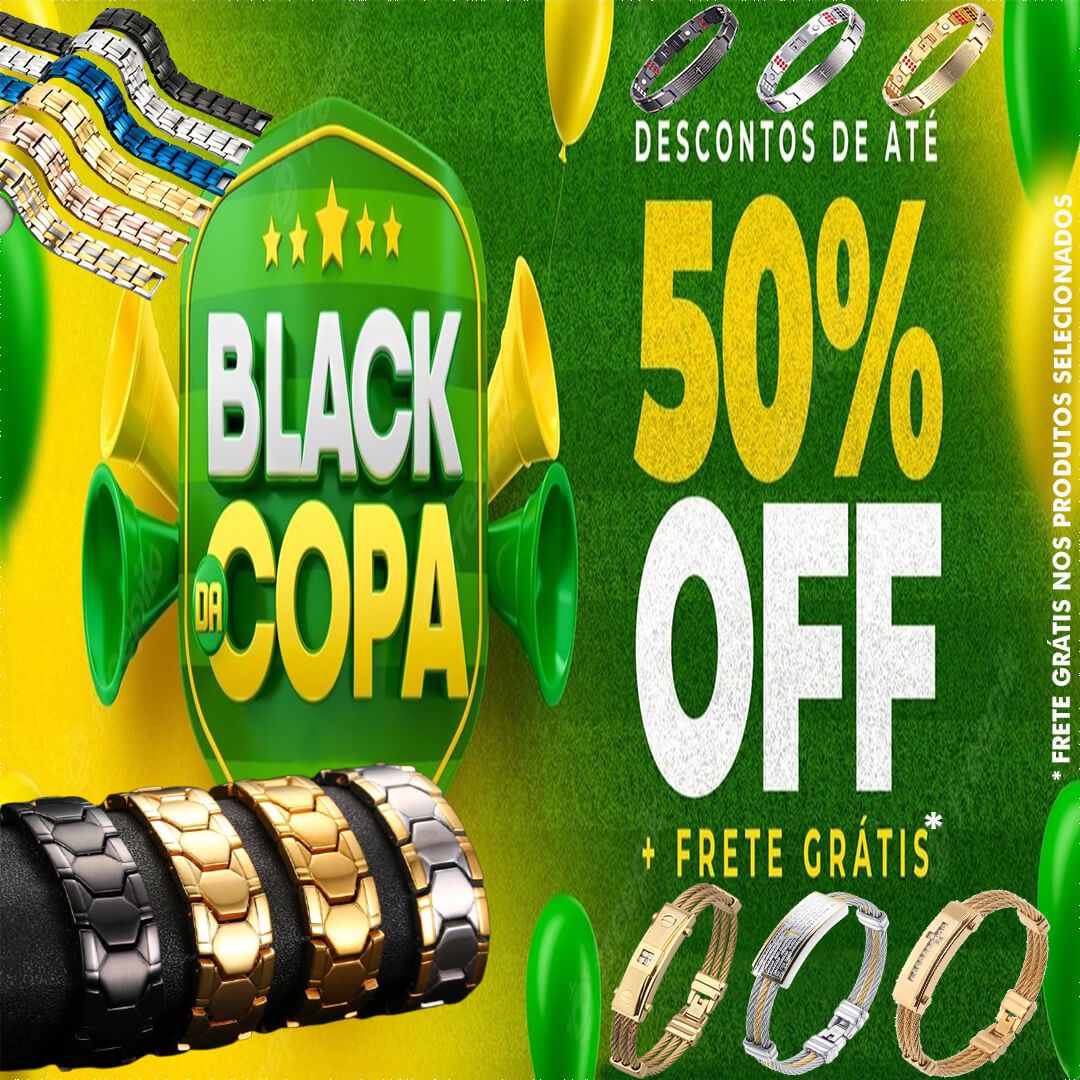 BLACK
DA COPA
DESCONTOS DE ATÉ
50%
OFF
+ FRETE GRÁTIS*
* FRETE GRÁTIS NOS PRODUTOS SELECIONADOS